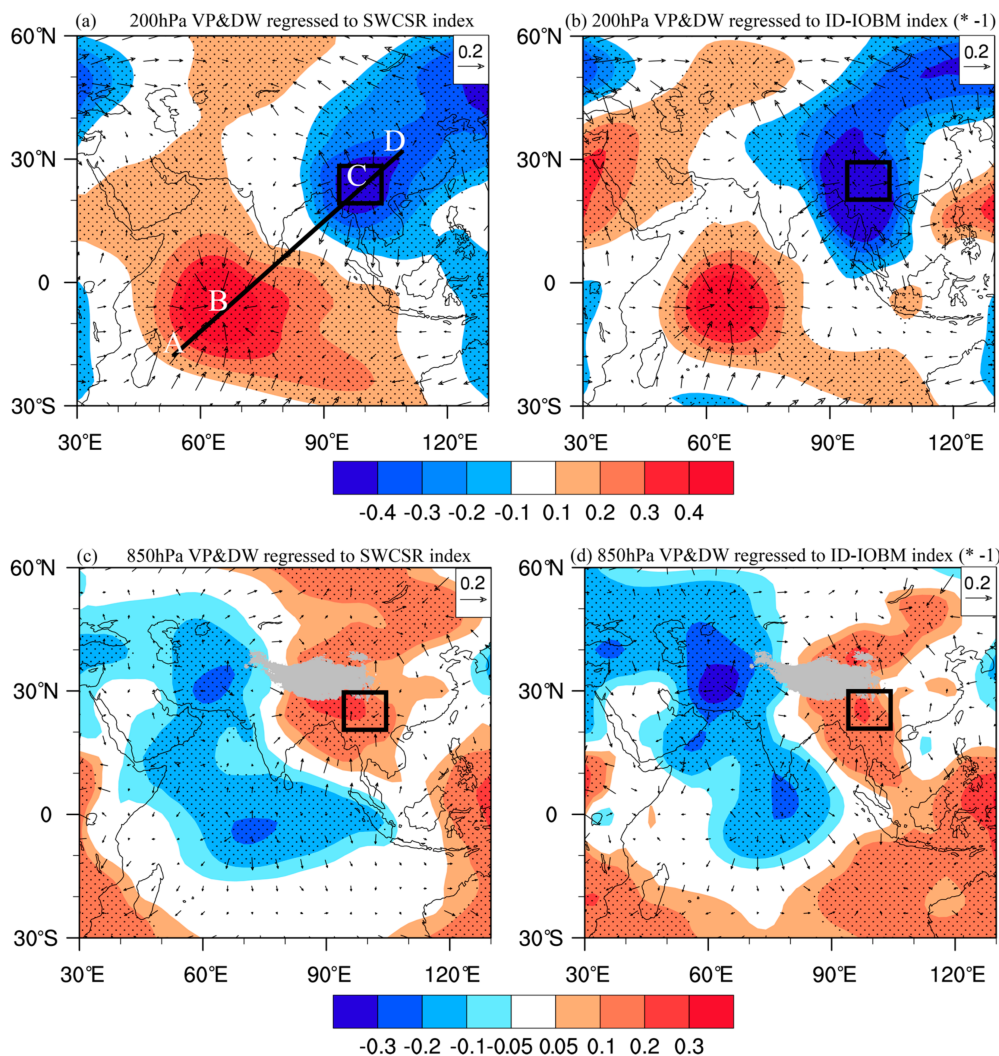 (a) 200hPa VP&DW regressed to SWCSR index
(b) 200hPa VP&DW regressed to ID-IOBM index (* -1)
60°N
0.2
60°N
0.2
30°N
D
C
30°N
0
B
A
0
30°S
30°S
30°E 60°E 90°E 120°E
30°E 60°E 90°E 120°E
-0.4 -0.3 -0.2 -0.1 0.1 0.2 0.3 0.4
(c) 850hPa VP&DW regressed to SWCSR index
(d) 850hPa VP&DW regressed to ID-IOBM index (* -1)
60°N
0.2
60°N
0.2
30°N
30°N
0
0
30°S
30°S
30°E 60°E 90°E 120°E
30°E 60°E 90°E 120°E
-0.3 -0.2 -0.1 -0.05 0.05 0.1 0.2 0.3